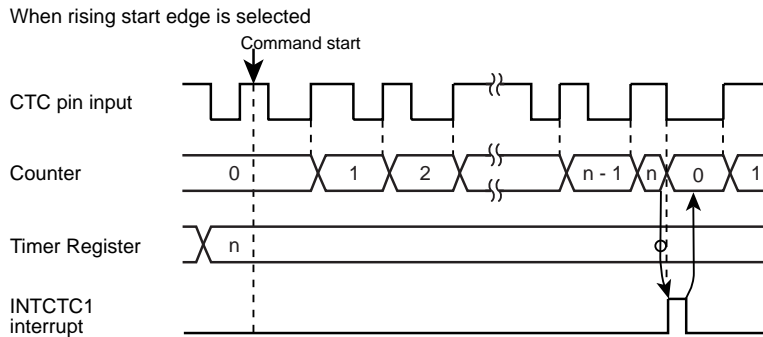 When rising start edge is selected
Command start
CTC pin input
Counter
0 1 2 n - 1 n 0 1
Timer Register
n
INTCTC1
interrupt